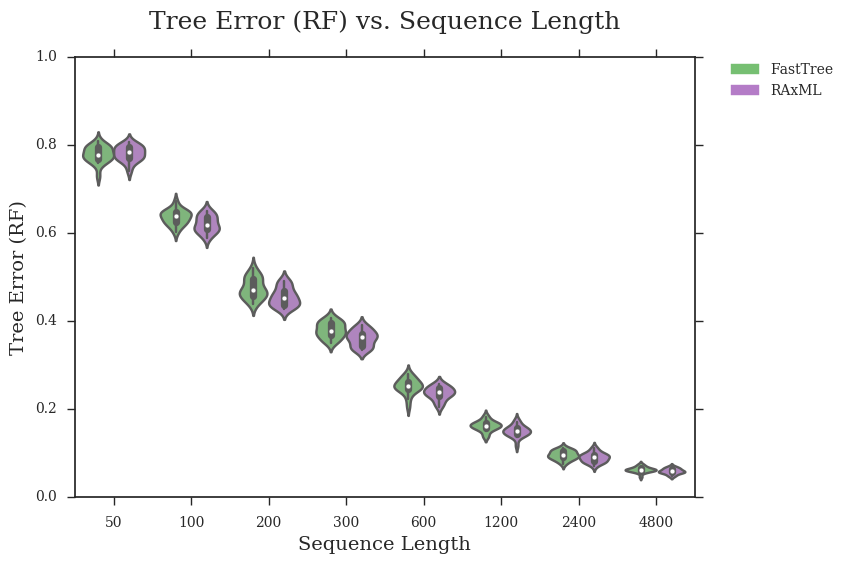 Tree Error (RF) vs. Sequence Length
1.0
0.8
0.6
0.4
0.2
0.0
Tree Error (RF)
50 100 200 300 600 1200 2400 4800
Sequence Length
FastTree
RAxML